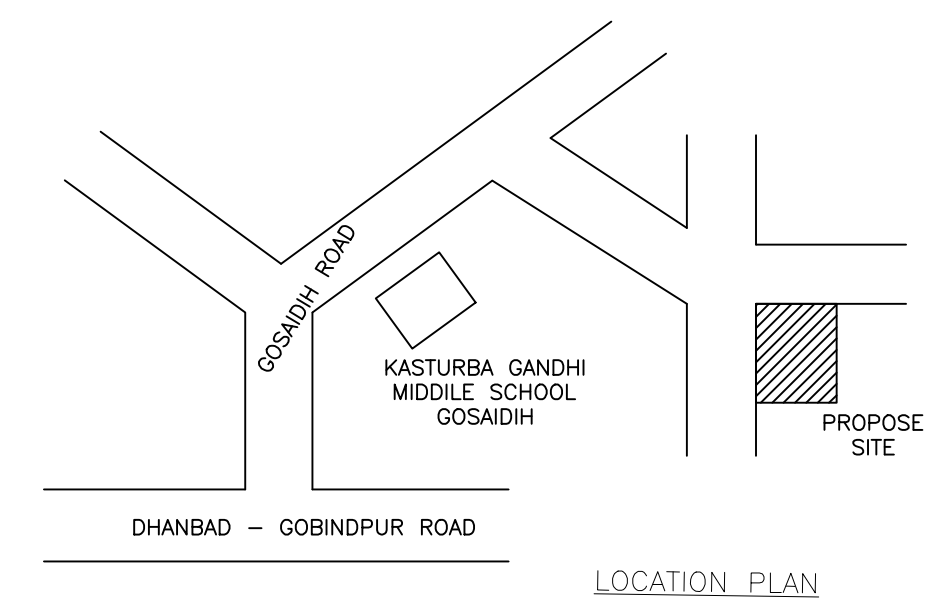 GOSAIDIH ROAD
KASTURBA GANDHI
MIDDILE SCHOOL
GOSAIDIH
PROPOSE
SITE
DHANBAD - GOBINDPUR ROAD
LOCATION PLAN